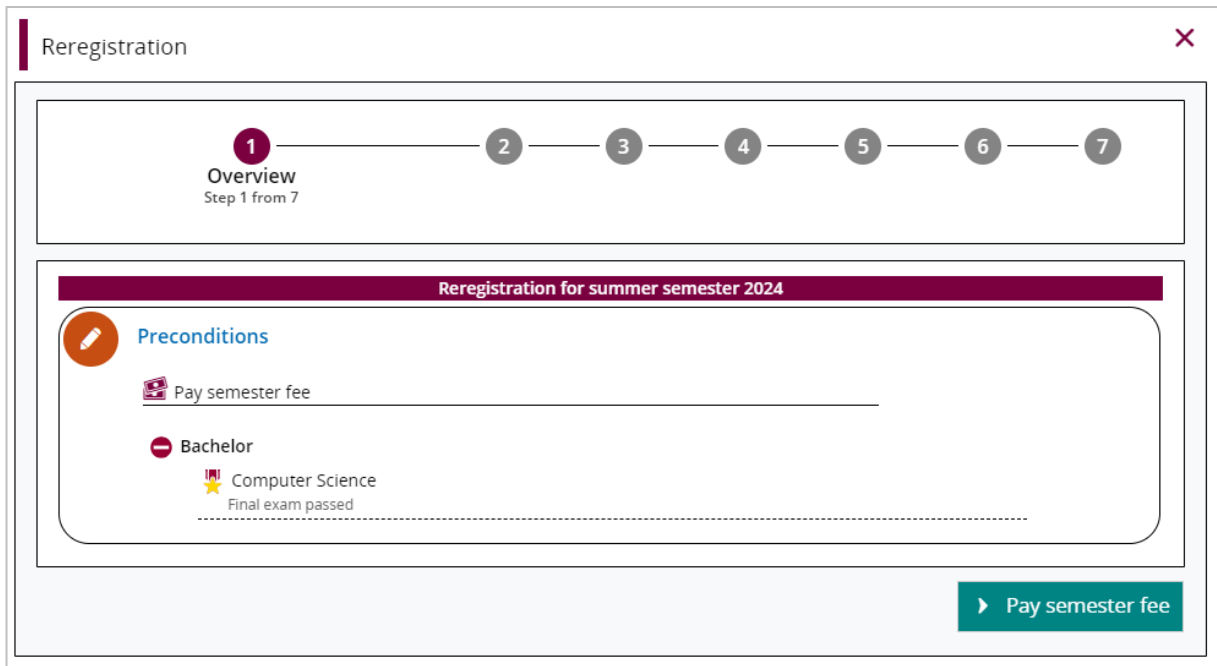 Reregistration
1
2
3
4
5
6
7
Overview
Step 1 from 7
Reregistration for summer semester 2024
Preconditions
Pay semester fee
Bachelor
Computer Science
Final exam passed
Pay semester fee